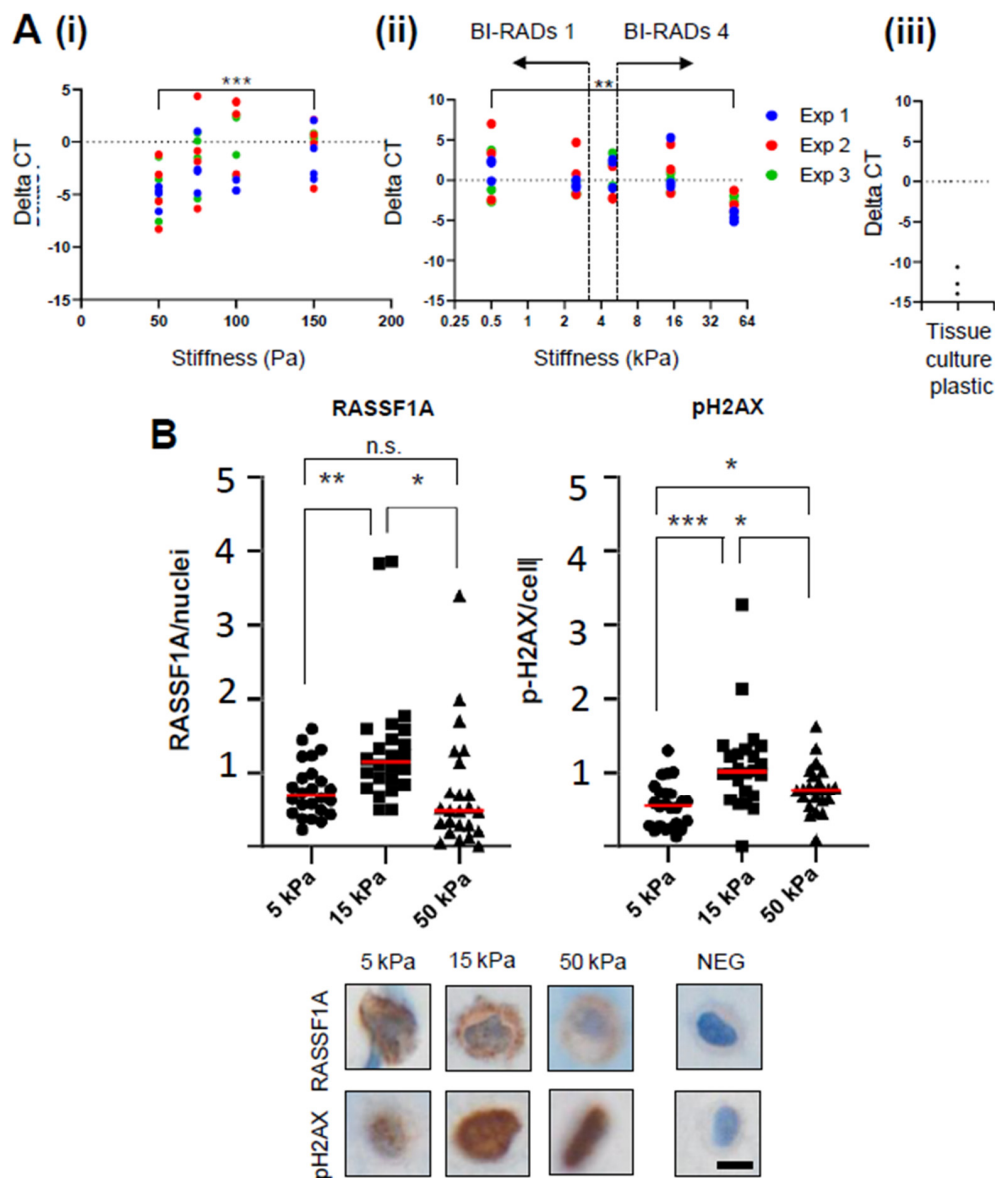 A (i)
(ii)
(iii)
BI-RADs 1
BI-RADs 4
***
5
0
-5
-10
-15
Delta CT
0
50
100
150
200
Stiffness (Pa)
**
10
5
0
-5
-10
-15
Delta CT
0.25
0.5
1
2
4
8
16
32
64
Stiffness (kPa)
Exp 1
Exp 2
Exp 3
10
5
0
-5
-10
-15
Delta CT
Tissue
culture
plastic
B
RASSF1A
n.s.
**
*
5
4
3
2
1
RASSF1A/nuclei
5 kPa
15 kPa
50 kPa
pH2AX
*
***
*
5
4
3
2
1
p-H2AX/cell
5 kPa
15 kPa
50 kPa
5 kPa
15 kPa
50 kPa
NEG
RASSF1A
pH2AX